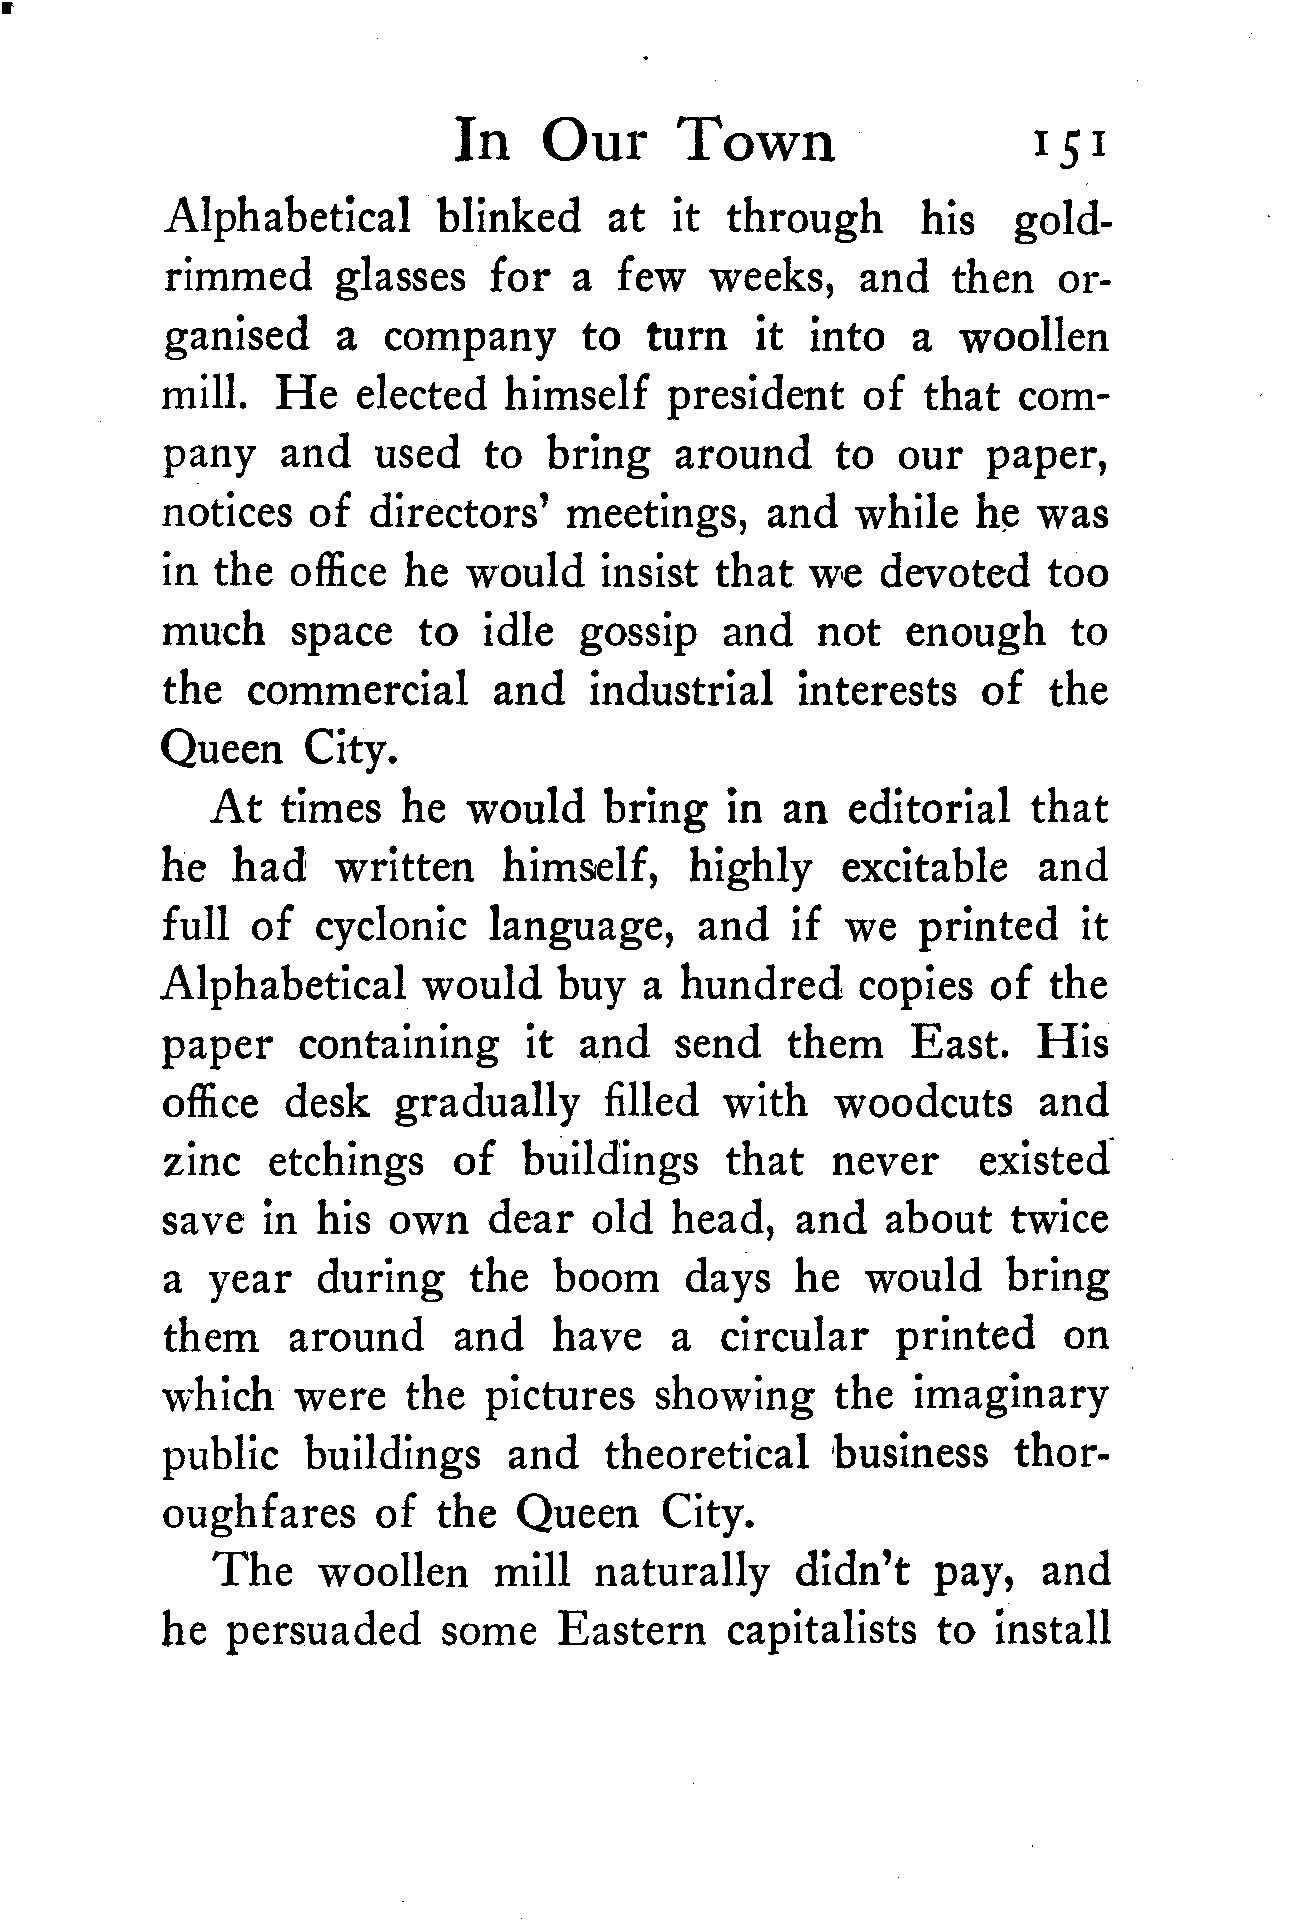 In Our Town 151
Alphabetical blinked at it through his gold-
rimmed glasses for a few weeks, and then or-
ganised a company to turn it into a woollen
mill. He elected himself president of that com-
pany and used to bring around to our paper,
notices of directors' meetings, and while he was
in the office he would insist that we devoted too
much space to idle gossip and not enough to
the commercial and industrial interests of the
Queen City.
At times he would bring in an editorial that
he had written himself, highly excitable and
full of cyclonic language, and if we printed it
Alphabetical would buy a hundred copies of the
paper containing it and send them East. His
office desk gradually filled with woodcuts and
zinc etchings of buildings that never existed
save in his own dear old head, and about twice
a year during the boom days he would bring
them around and have a circular printed on
which were the pictures showing the imaginary
public buildings and theoretical business thor-
oughfares of the Queen City.
The woollen mill naturally didn't pay, and
he persuaded some Eastern capitalists to install